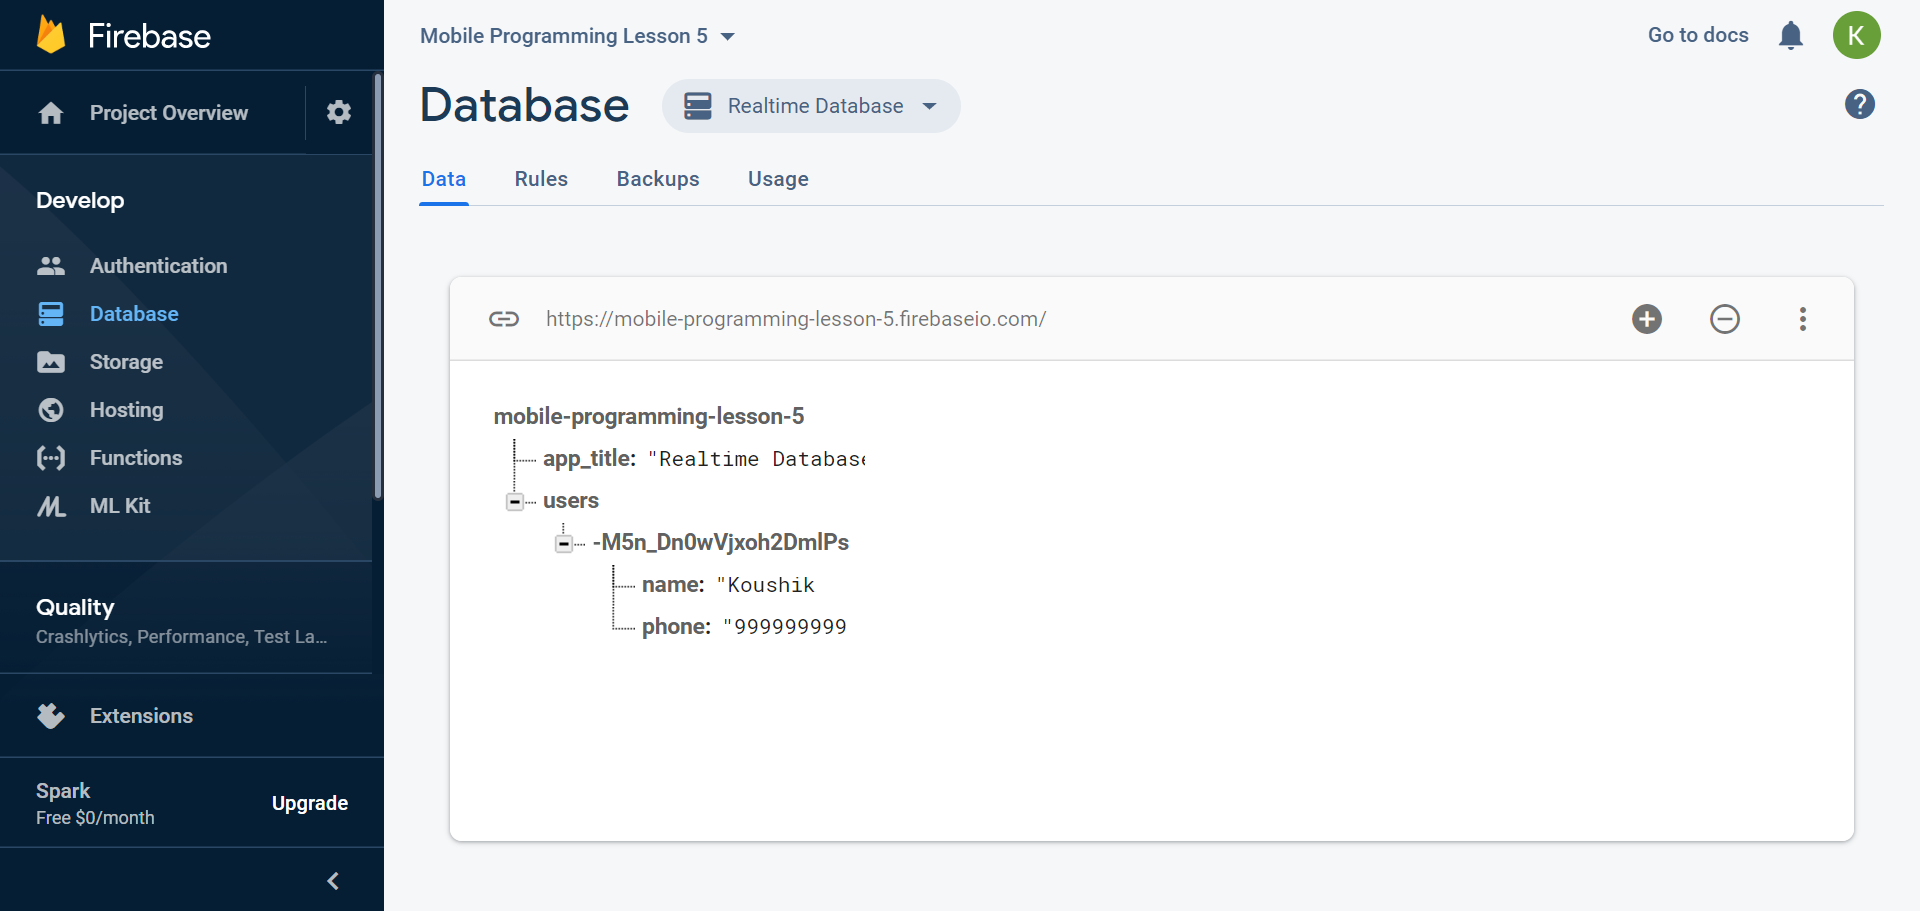 Firebase
Project Overview
Develop
Authentication
Database
Storage
Hosting
Functions
ML Kit
Quality
Crashlytics, Performance, Test La...
Extensions
Spark
Free $0/month
Upgrade
Mobile Programming Lesson 5
Go to docs
K
Database
Realtime Database
Data Rules Backups Usage
https://mobile-programming-lesson-5.firebaseio.com/
mobile-programming-lesson-5
app_title: "Realtime Database
users
-M5n_Dn0wVjxoh2DmlPs
name: "Koushik
phone: "999999999